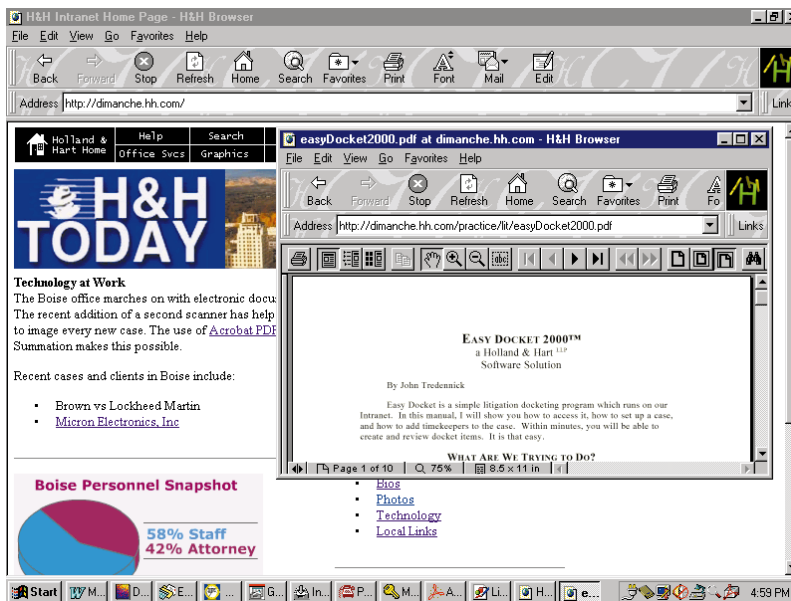 H&H Intranet Home Page - H&H Browser
File Edit View Go Favorites Help
Back Forward Stop Refresh Home Search Favorites Print Font Mail Edit
Address http://dimanche.hh.com/
Link
Holland & Hart Home
Help Search
Office Svcs Graphics
H&H TODAY
Technology at Work
The Boise office marches on with electronic docu
The recent addition of a second scanner has help
to image every new case. The use of Acrobat PDF
Summation makes this possible.
Recent cases and clients in Boise include:
Brown vs Lockheed Martin
Micron Electronics, Inc
Boise Personnel Snapshot
58% Staff
42% Attorney
easyDocket2000.pdf at dimanche.hh.com - H&H Browser
File Edit View Go Favorites Help
Back Forward Stop Refresh Home Search Favorites Print Fo
Address http://dimanche.hh.com/practice/lit/easyDocket2000.pdf
Links
abc
EASY DOCKET 2000™
a Holland & Hart LLP
Software Solution
By John Tredennick
Easy Docket is a simple litigation docketing program which runs on our
Intranet. In this manual, I will show you how to access it, how to set up a case,
and how to add timekeepers to the case. Within minutes, you will be able to
create and review docket items. It is that easy.
WHAT ARE WE TRYING TO DO?
Page 1 of 10 75% 8.5 x 11 in
Bios
Photos
Technology
Local Links
Start M... D... E... ... G... In... P... M... A... Li... H... e... 4:59 PM